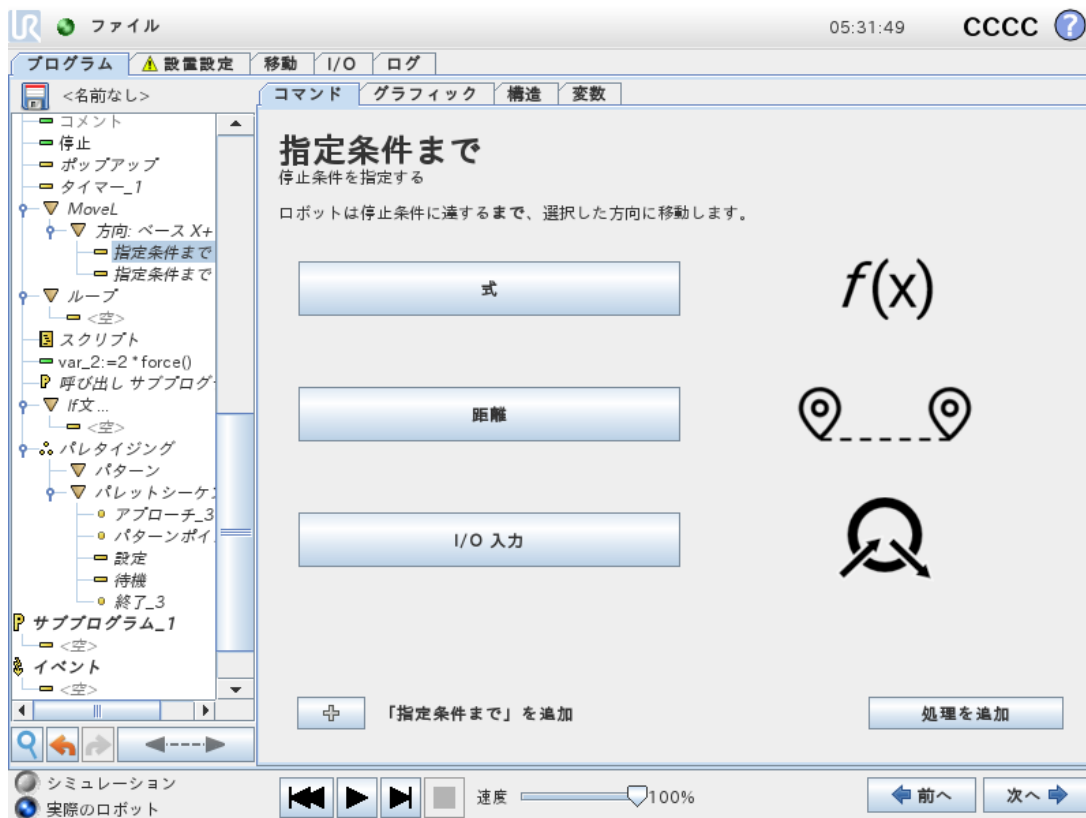 UR ファイル 05:31:49 CCCC ?
プログラム 設置設定 移動 I/O ログ
<名前なし>
コマンド グラフィック 構造 変数
コメント
停止
ポップアップ
タイマー_1
MoveL
方向: ベース X+
指定条件まで
指定条件まで
ループ
<空>
スクリプト
var_2:=2 * force()
呼び出し サブプログ
If文 ...
<空>
パレタイジング
パターン
パレットシーケン
アプローチ_3
パターンポイ
設定
待機
終了_3
サブプログラム_1
<空>
イベント
<空>
指定条件まで
停止条件を指定する
ロボットは停止条件に達するまで、選択した方向に移動します。
式
f(x)
距離
I/O 入力
「指定条件まで」を追加
処理を追加
シミュレーション
実際のロボット
速度 100%
前へ 次へ